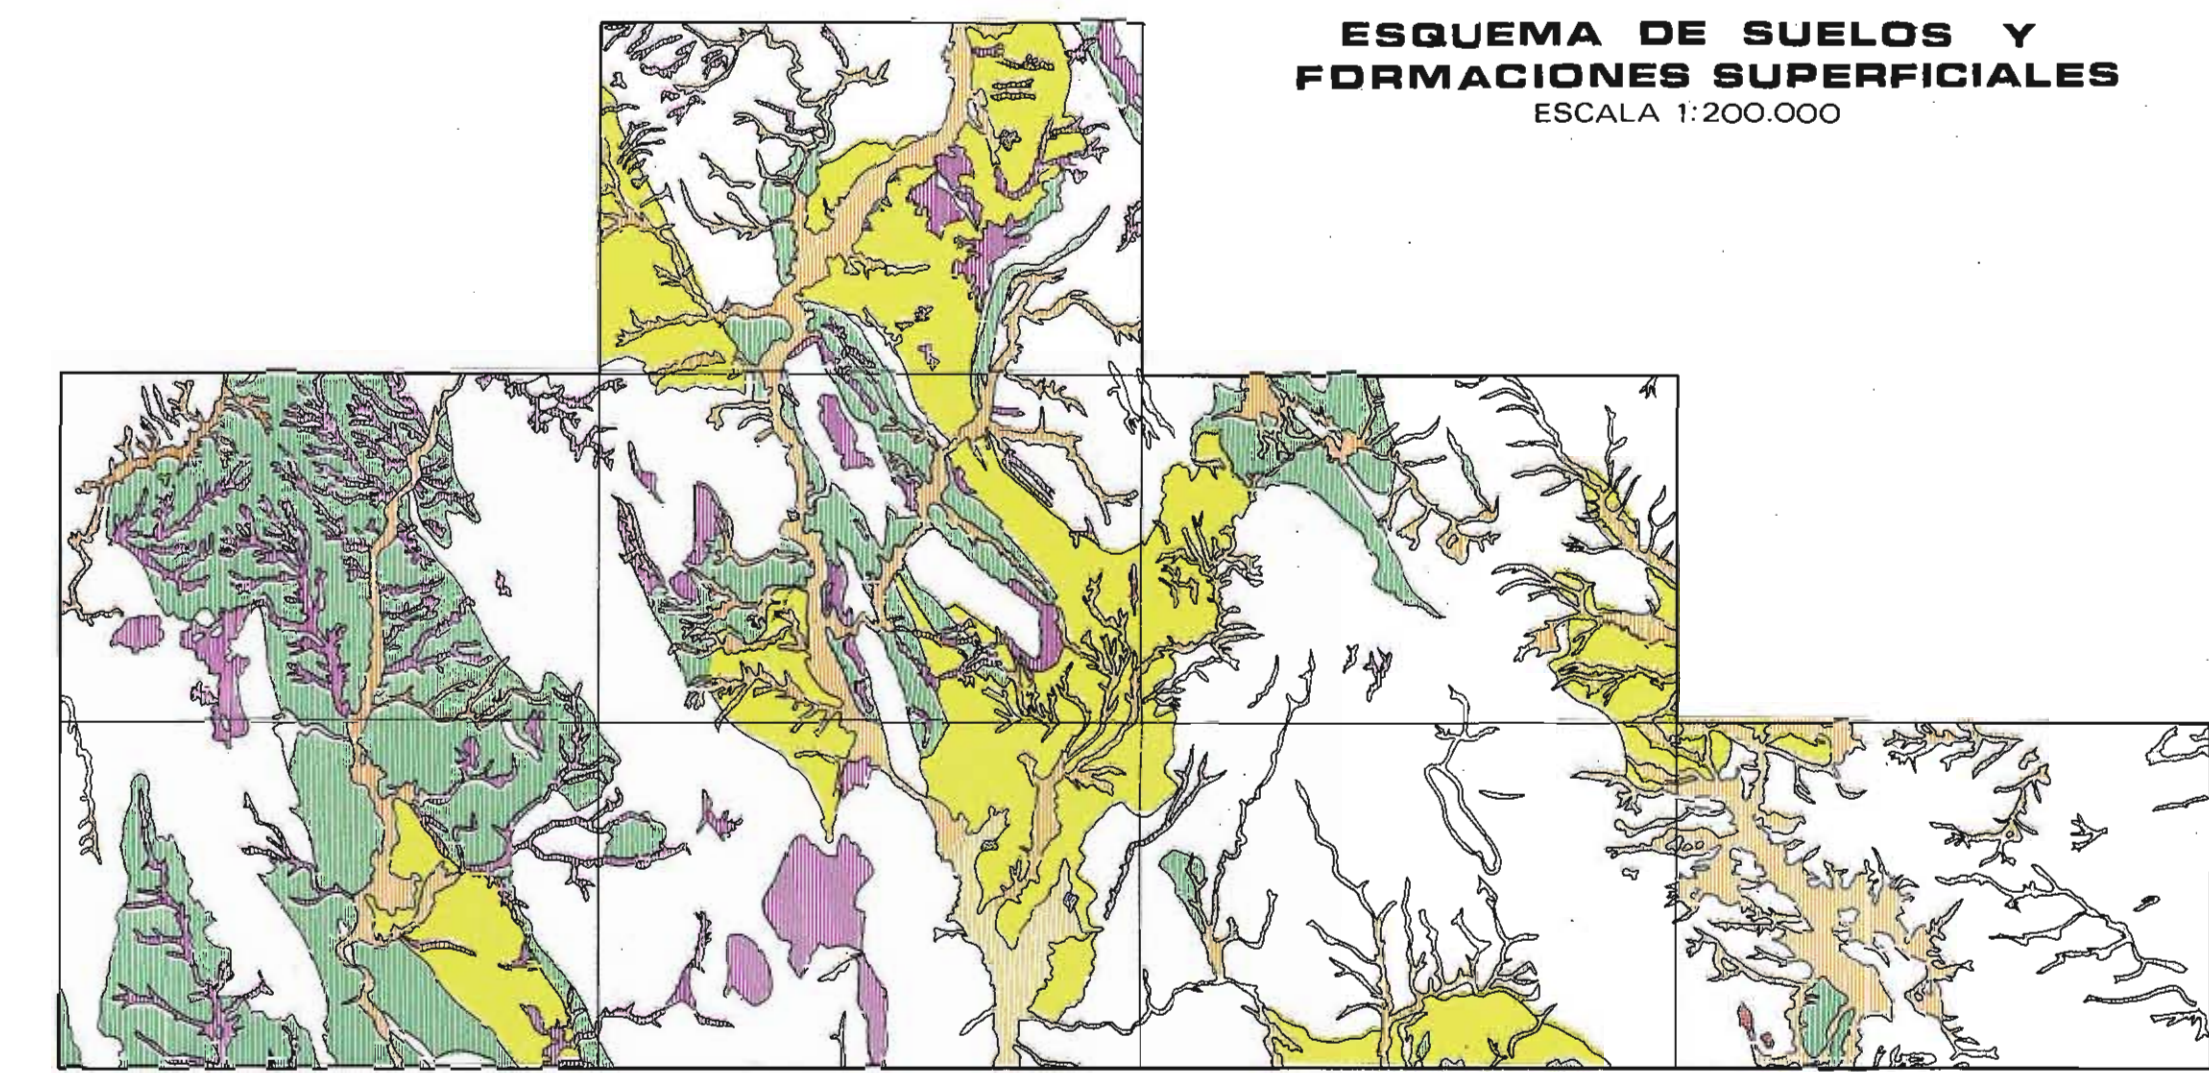 ESQUEMA DE SUELOS Y
FORMACIONES SUPERFICIALES
ESCALA 1:200.000